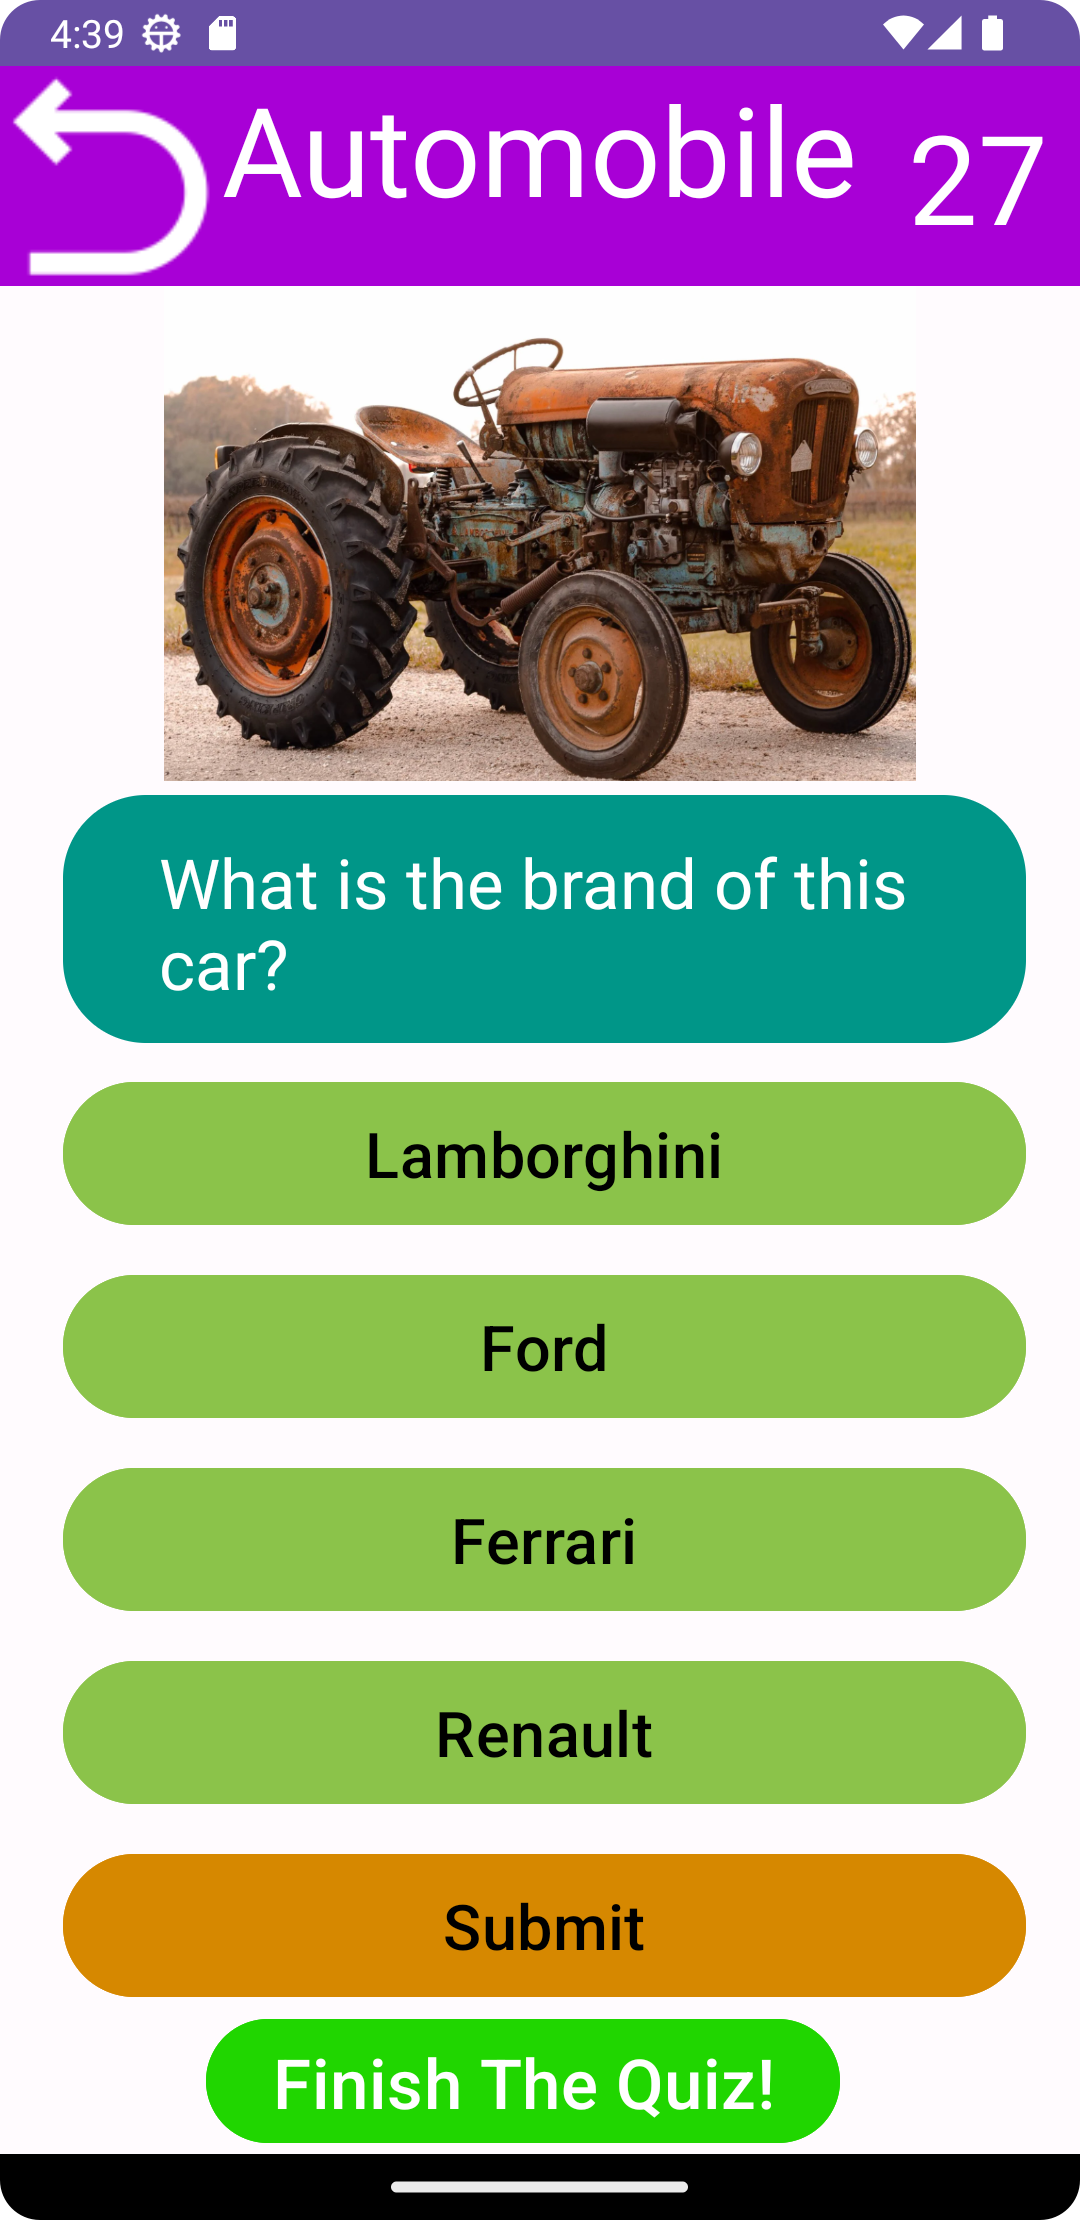 4:39
Automobile 27
What is the brand of this
car?
Lamborghini
Ford
Ferrari
Renault
Submit
Finish The Quiz!